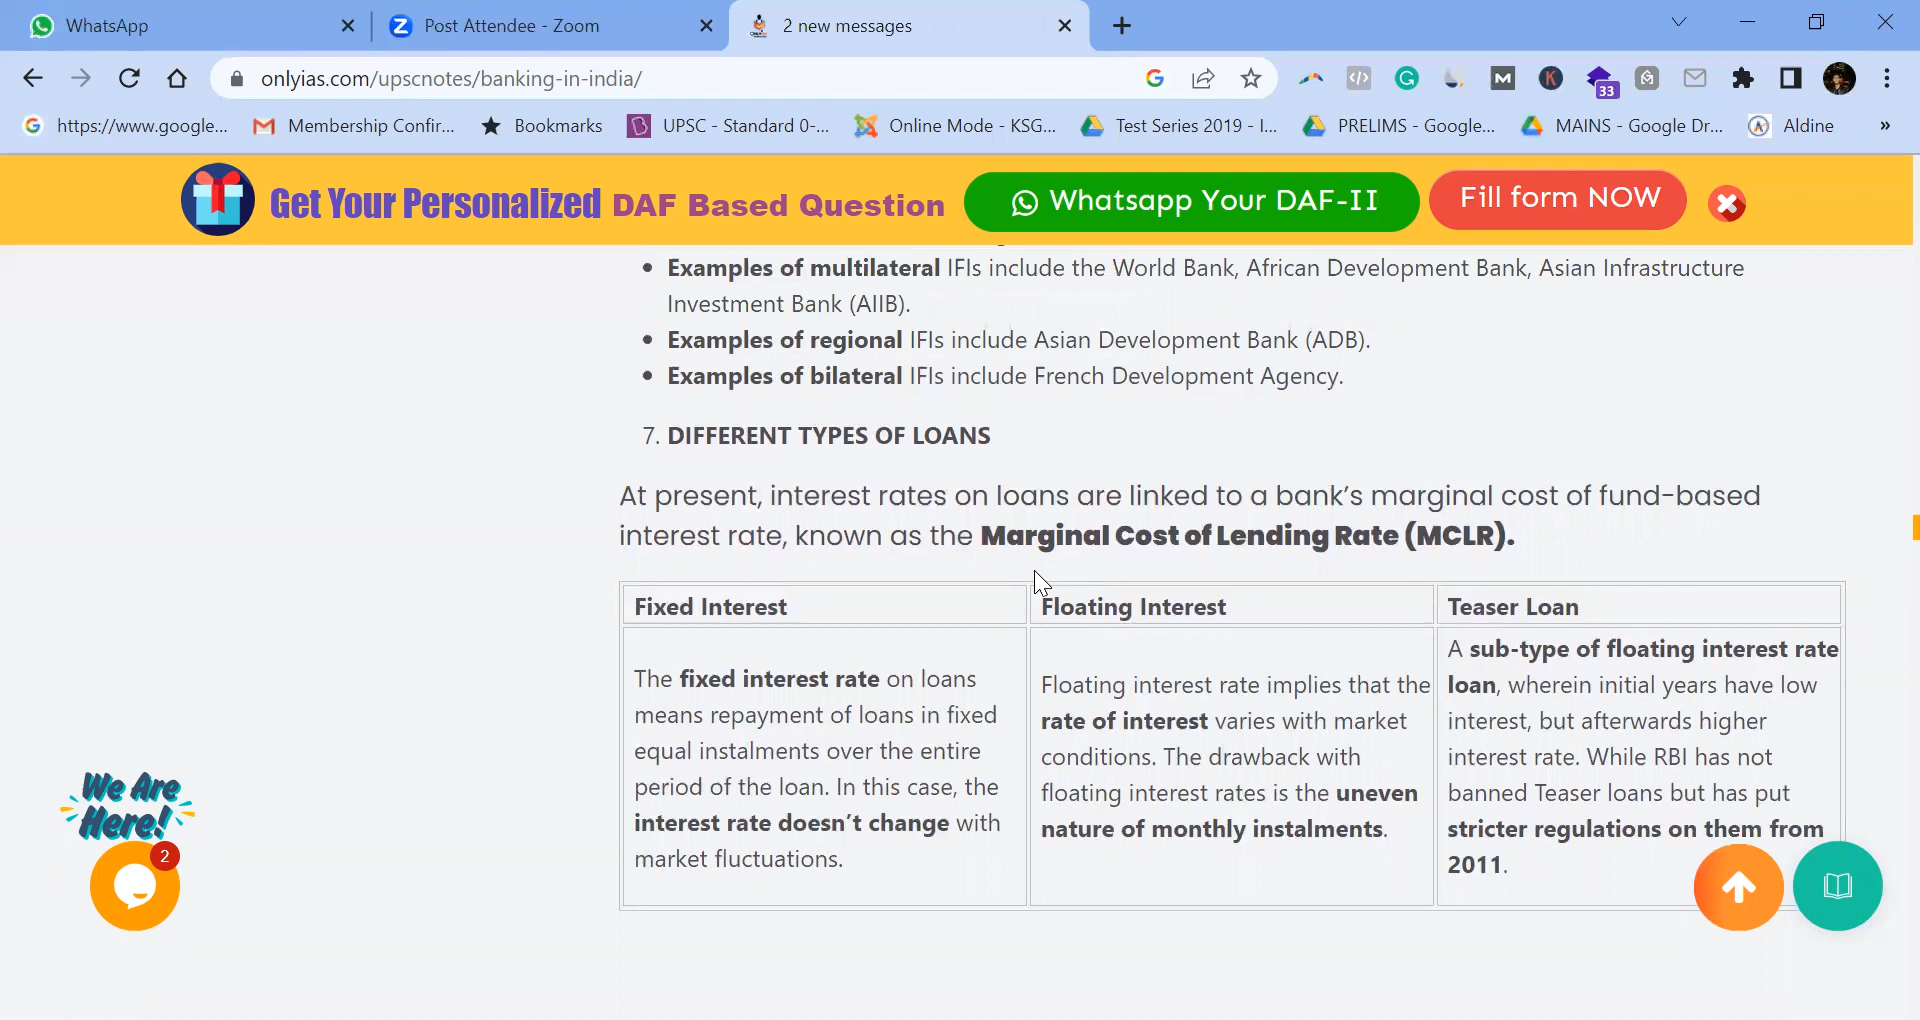 WhatsApp
Post Attendee - Zoom
2 new messages
onlyias.com/upscnotes/banking-in-india/
33
https://www.google...
Membership Confir...
Bookmarks
UPSC - Standard 0-...
Online Mode - KSG...
Test Series 2019 - I...
PRELIMS - Google...
MAINS - Google Dr...
Aldine
»
Get Your Personalized DAF Based Question
Whatsapp Your DAF-II
Fill form NOW
• Examples of multilateral IFIs include the World Bank, African Development Bank, Asian Infrastructure
Investment Bank (AIIB).
• Examples of regional IFIs include Asian Development Bank (ADB).
• Examples of bilateral IFIs include French Development Agency.
7. DIFFERENT TYPES OF LOANS
At present, interest rates on loans are linked to a bank’s marginal cost of fund-based
interest rate, known as the Marginal Cost of Lending Rate (MCLR).
Fixed Interest
The fixed interest rate on loans
means repayment of loans in fixed
equal instalments over the entire
period of the loan. In this case, the
interest rate doesn’t change with
market fluctuations.
Floating Interest
Floating interest rate implies that the
rate of interest varies with market
conditions. The drawback with
floating interest rates is the uneven
nature of monthly instalments.
Teaser Loan
A sub-type of floating interest rate
loan, wherein initial years have low
interest, but afterwards higher
interest rate. While RBI has not
banned Teaser loans but has put
stricter regulations on them from
2011.
We Are
Here!
2